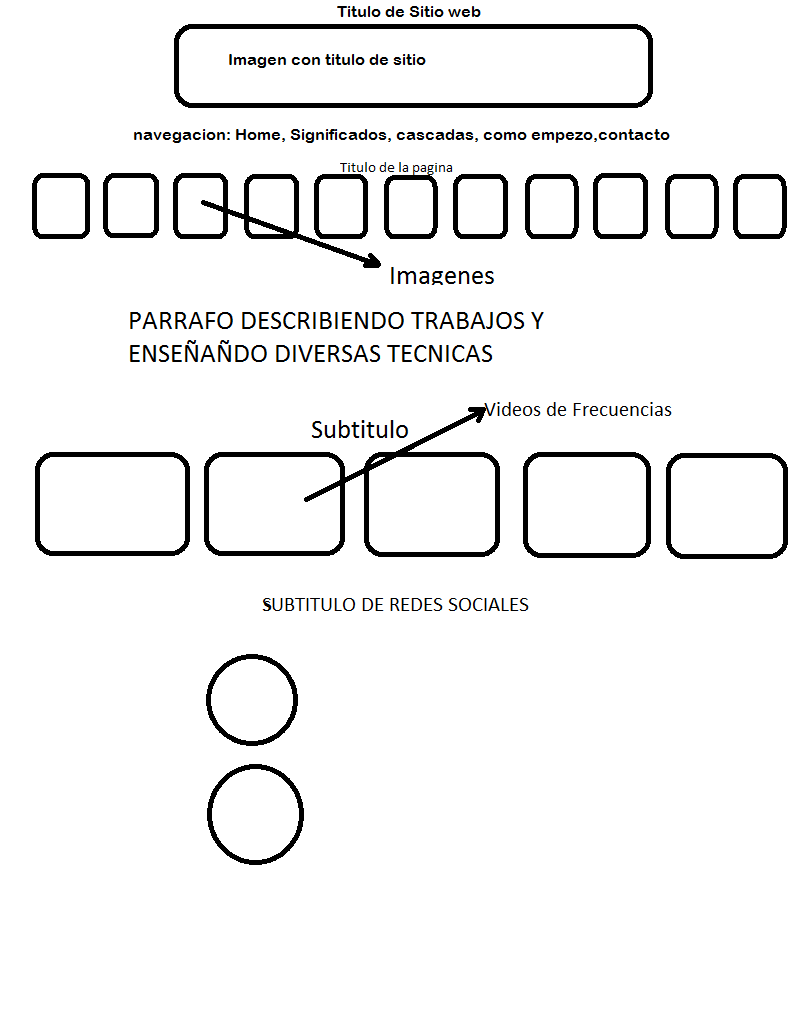 Titulo de Sitio web
Imagen con titulo de sitio
navegacion: Home, Significados, cascadas, como empezo,contacto
Titulo de la pagina
Imagenes
PARRAFO DESCRIBIENDO TRABAJOS Y
ENSEÑAÑDO DIVERSAS TECNICAS
Videos de Frecuencias
Subtitulo
SUBTITULO DE REDES SOCIALES